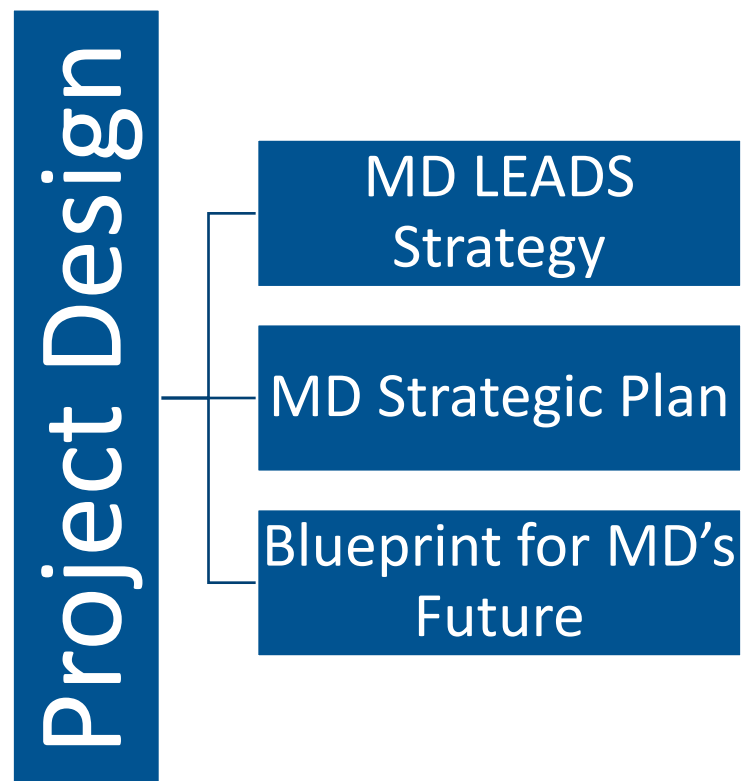 Project Design
MD LEADS
Strategy
MD Strategic Plan
Blueprint for MD’s
Future